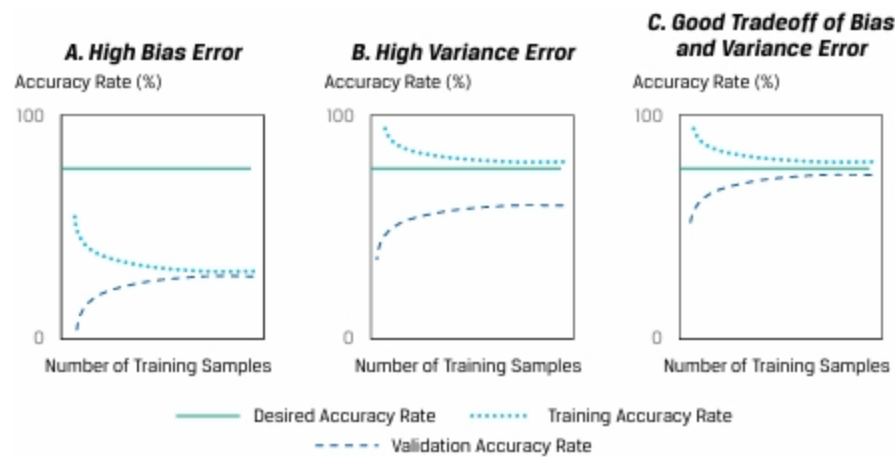 A. High Bias Error
Accuracy Rate (%)
100
0
Number of Training Samples
B. High Variance Error
Accuracy Rate (%)
100
0
Number of Training Samples
C. Good Tradeoff of Bias
and Variance Error
Accuracy Rate (%)
100
0
Number of Training Samples
Desired Accuracy Rate
Training Accuracy Rate
Validation Accuracy Rate